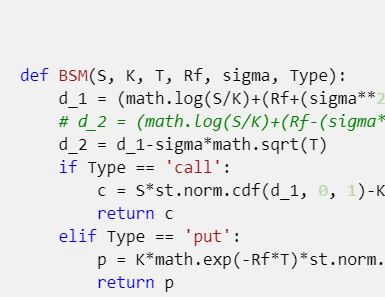 def BSM(S, K, T, Rf, sigma, Type):
    d_1 = (math.log(S/K)+(Rf+(sigma**2
    # d_2 = (math.log(S/K)+(Rf-(sigma*
    d_2 = d_1-sigma*math.sqrt(T)
    if Type == 'call':
        c = S*st.norm.cdf(d_1, 0, 1)-K
        return c
    elif Type == 'put':
        p = K*math.exp(-Rf*T)*st.norm.
        return p